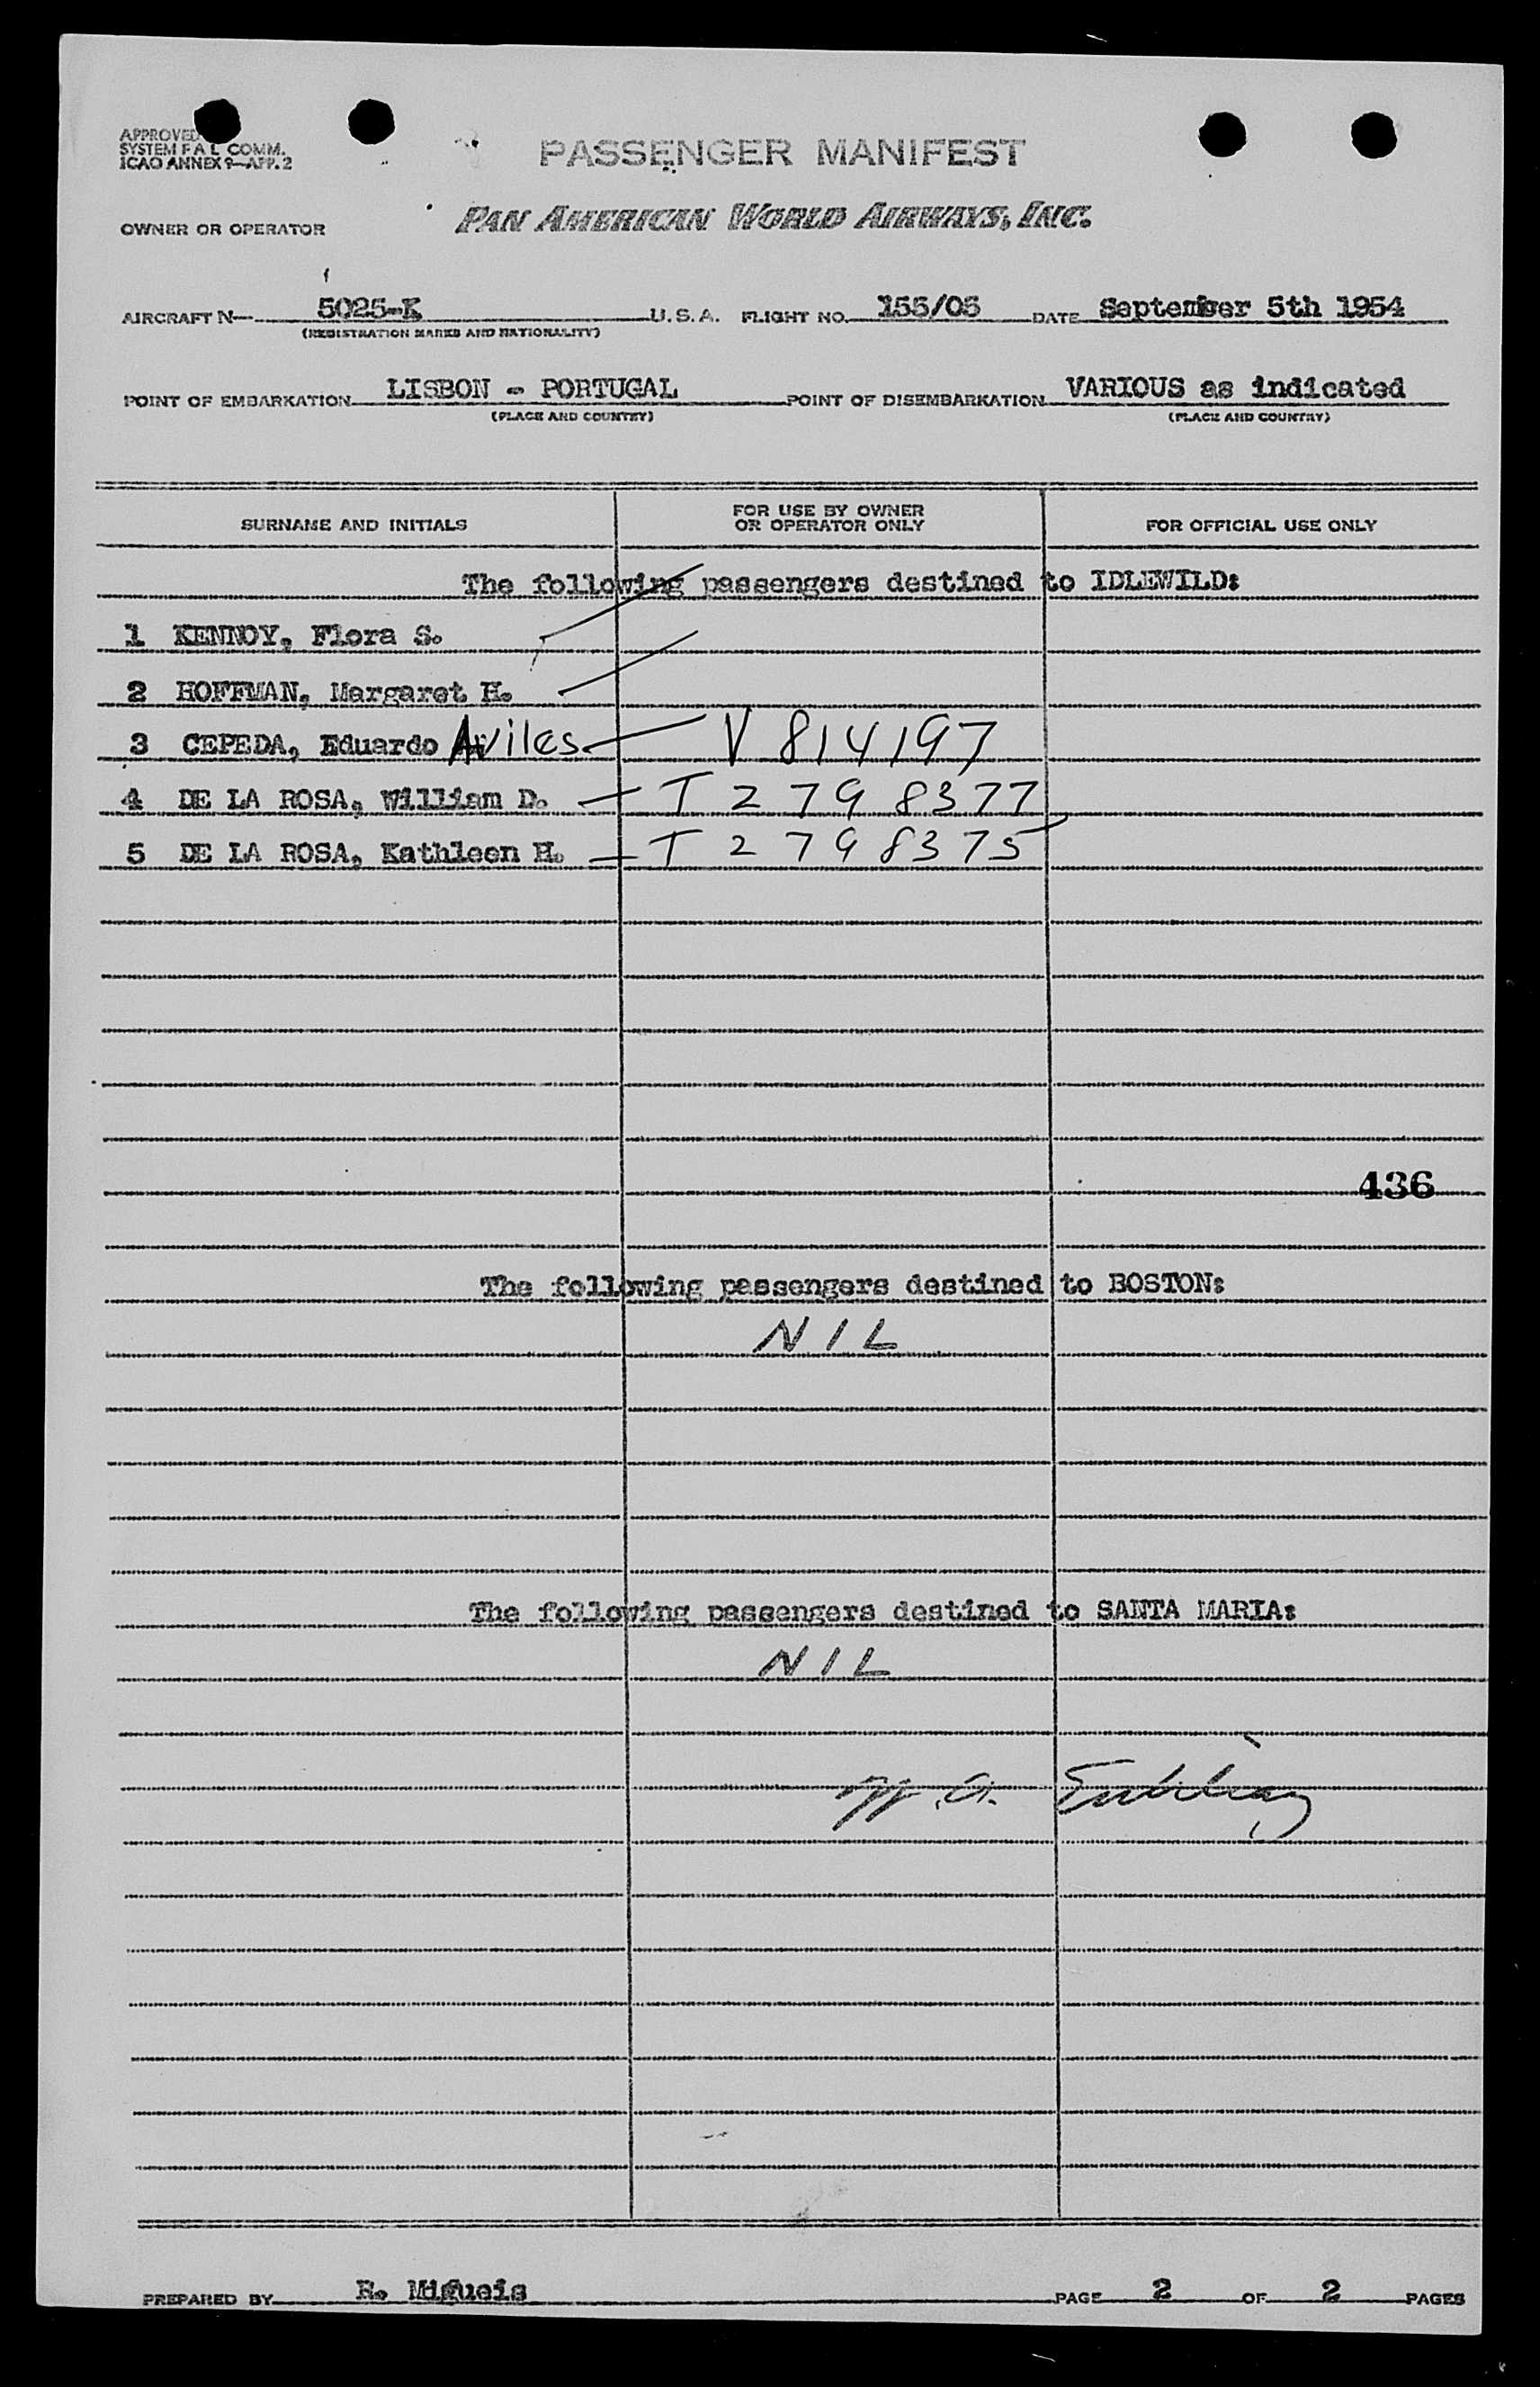 APPROVED
SYSTEM F A L COMM.
ICAO ANNEX 9—APP. 2
PASSENGER MANIFEST
OWNER OR OPERATOR PAN AMERICAN WORLD AIRWAYS, INC.
AIRCRAFT N— 5025-K U. S. A. FLIGHT NO. 155/05 DATE September 5th 1954
(REGISTRATION MARKS AND NATIONALITY)
POINT OF EMBARKATION LISBON - PORTUGAL POINT OF DISEMBARKATION VARIOUS as indicated
(PLACE AND COUNTRY) (PLACE AND COUNTRY)
SURNAME AND INITIALS FOR USE BY OWNER OR OPERATOR ONLY FOR OFFICIAL USE ONLY
The following passengers destined to IDLEWILD:
1 KENNOY, Flora S.
2 HOFFMAN, Margaret H.
3 CEPEDA, Eduardo Aviles V 814197
4 DE LA ROSA, William D. T 2798377
5 DE LA ROSA, Kathleen H. T 2798375
436
The following passengers destined to BOSTON:
NIL
The following passengers destined to SANTA MARIA:
NIL
PREPARED BY R. Migueis PAGE 2 OF 2 PAGES